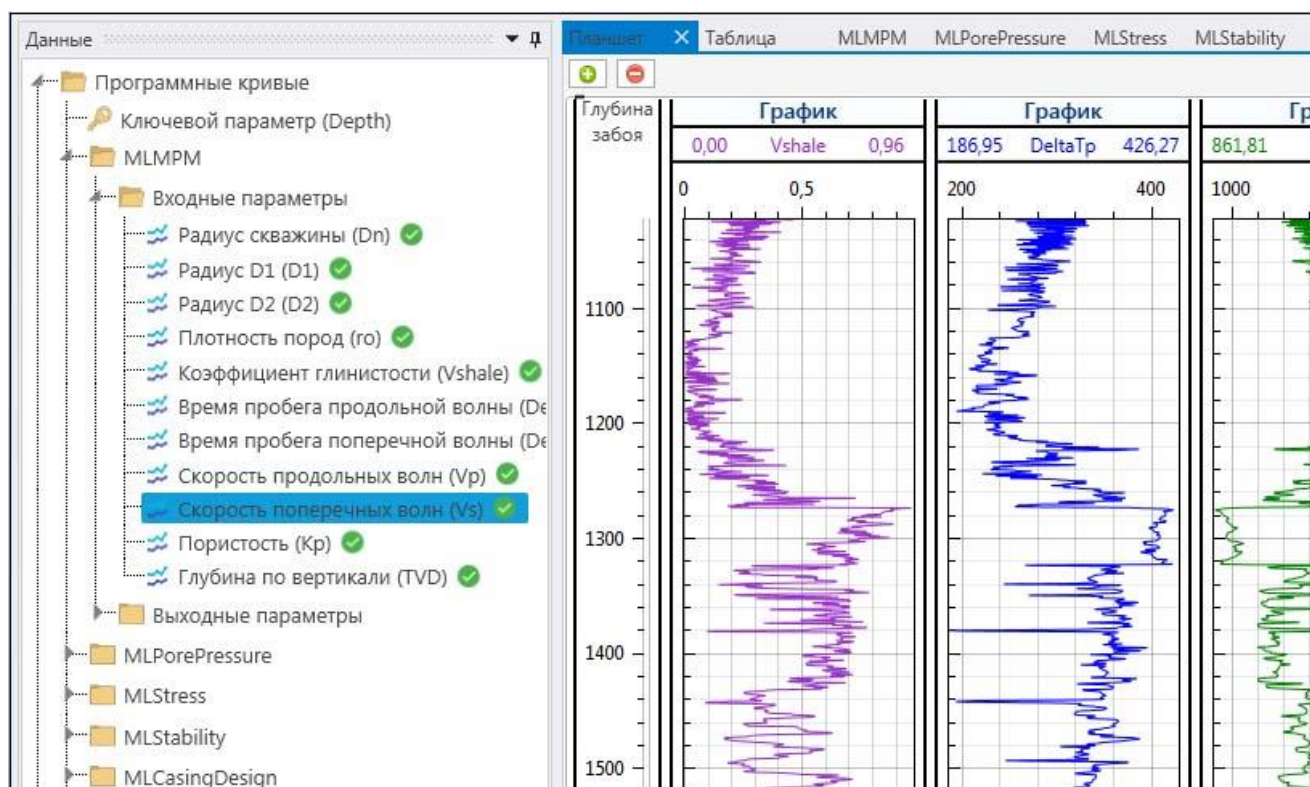 Данные
Программные кривые
Ключевой параметр (Depth)
MLMPM
Входные параметры
Радиус скважины (Dn)
Радиус D1 (D1)
Радиус D2 (D2)
Плотность пород (ro)
Коэффициент глинистости (Vshale)
Время пробега продольной волны (De
Время пробега поперечной волны (De
Скорость продольных волн (Vp)
Скорость поперечных волн (Vs)
Пористость (Кр)
Глубина по вертикали (TVD)
Выходные параметры
MLPorePressure
MLStress
MLStability
MLCasingDesign
Планшет Таблица MLMPM MLPorePressure MLStress MLStability
Глубина
забоя
График График Гр
0,00 Vshale 0,96 186,95 DeltaTp 426,27 861,81
0 0,5 200 400 1000
1100
1200
1300
1400
1500